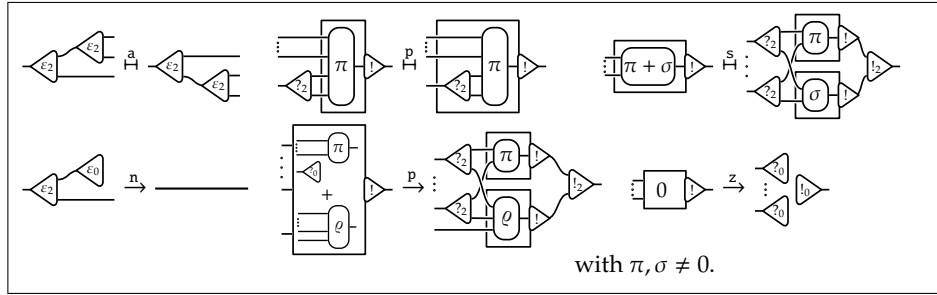 ε₂ ε₂ a ε₂ ε₂ ?₂ π ! p ?₂ π ! π + σ ! s ?₂ ?₂ π σ ! ! !₂
ε₂ ε₀ n π ?₀ + ϱ ! p ?₂ ?₂ π ϱ ! ! !₂ 0 ! z ?₀ ?₀ !₀
with π, σ ≠ 0.